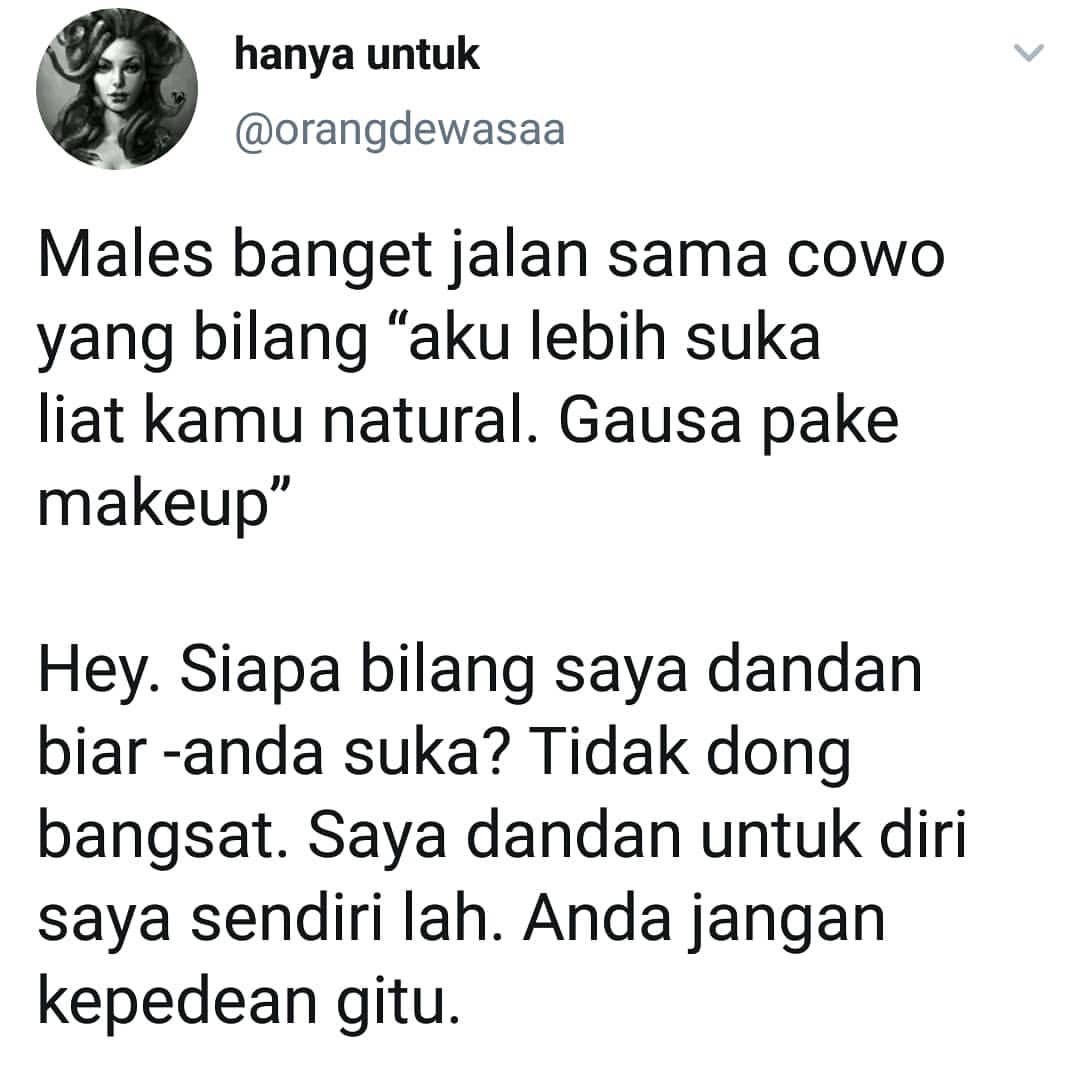 hanya untuk
@orangdewasaa
Males banget jalan sama cowo
yang bilang “aku lebih suka
liat kamu natural. Gausa pake
makeup”
Hey. Siapa bilang saya dandan
biar -anda suka? Tidak dong
bangsat. Saya dandan untuk diri
saya sendiri lah. Anda jangan
kepedean gitu.